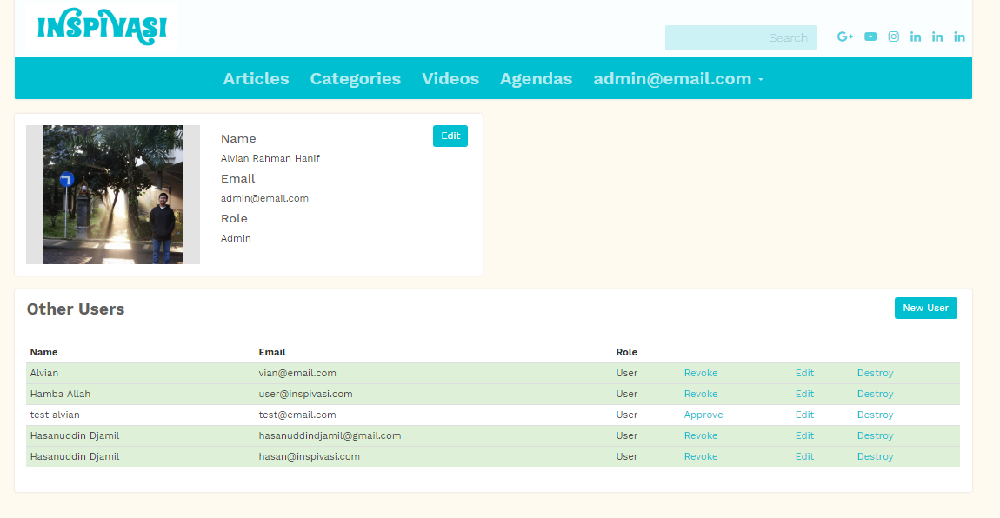 INSPIVASI
Search
Articles Categories Videos Agendas admin@email.com
Edit
Name
Alvian Rahman Hanif
Email
admin@email.com
Role
Admin
Other Users
New User
Name Email Role
Alvian vian@email.com User Revoke Edit Destroy
Hamba Allah user@inspivasi.com User Revoke Edit Destroy
test alvian test@email.com User Approve Edit Destroy
Hasanuddin Djamil hasanuddindjamil@gmail.com User Revoke Edit Destroy
Hasanuddin Djamil hasan@inspivasi.com User Revoke Edit Destroy